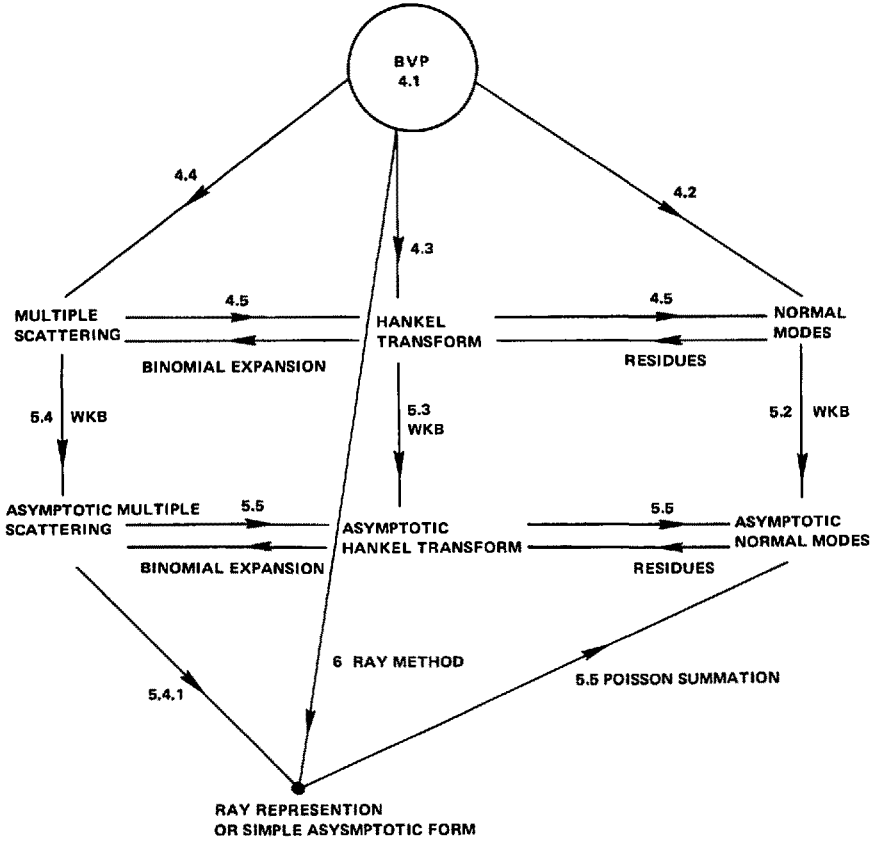 BVP
4.1
4.4
4.2
4.3
MULTIPLE
SCATTERING
4.5
BINOMIAL EXPANSION
HANKEL
TRANSFORM
4.5
RESIDUES
NORMAL
MODES
5.4 WKB
5.3
WKB
5.2 WKB
ASYMPTOTIC MULTIPLE
SCATTERING
5.5
BINOMIAL EXPANSION
ASYMPTOTIC
HANKEL TRANSFORM
5.5
RESIDUES
ASYMPTOTIC
NORMAL MODES
5.4.1
6 RAY METHOD
5.5 POISSON SUMMATION
RAY REPRESENTION
OR SIMPLE ASYSMPTOTIC FORM